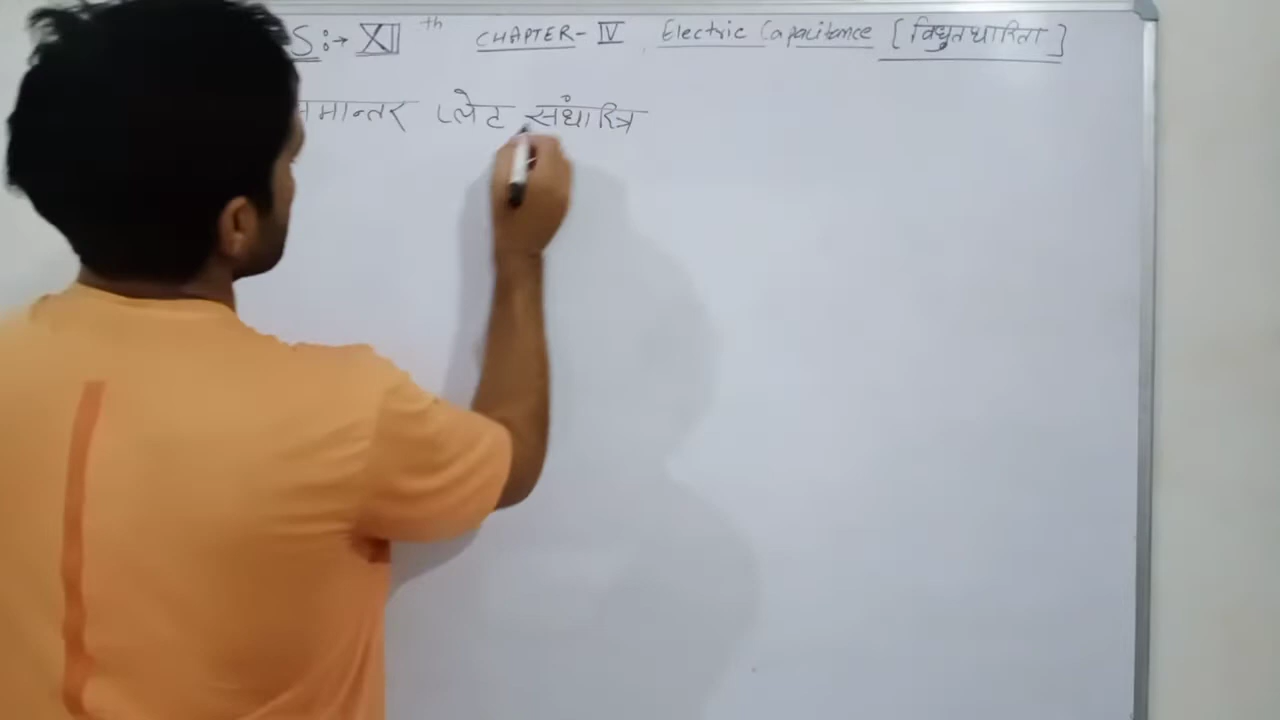 S:→ XII th CHAPTER- IV Electric Capacitance [विधुतधारिता]
मान्तर प्लेट संधारित्र